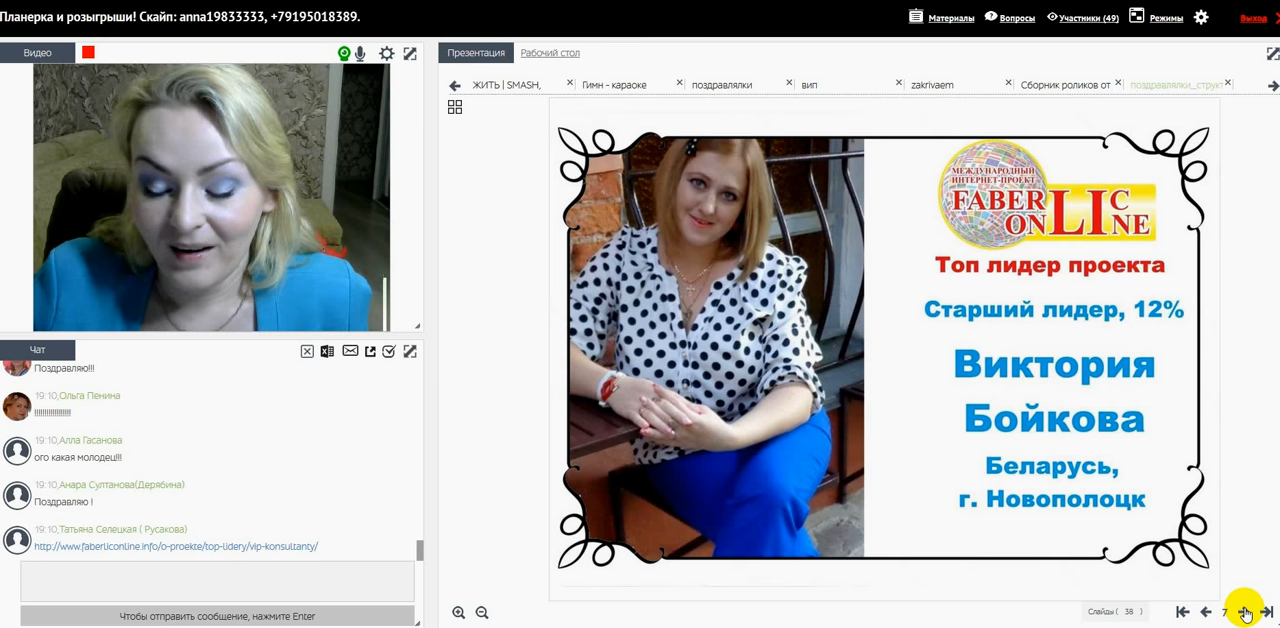 Планерка и розыгрыши! Скайп: anna19833333, +79195018389.
Материалы
Вопросы
Участники (49)
Режимы
Выход
Видео
Чат
Поздравляю!!!
19:10,Ольга Пенина
!!!!!!!!!!!!!!!!!!
19:10,Алла Гасанова
ого какая молодец!!!
19:10,Анара Султанова(Дерябина)
Поздравляю !
19:10,Татьяна Селецкая ( Русакова)
http://www.faberliconline.info/o-proekte/top-lidery/vip-konsultanty/
Чтобы отправить сообщение, нажмите Enter
Презентация
Рабочий стол
ЖИТЬ | SMASH,
Гимн - караоке
поздравлялки
вип
zakrivaem
Сборник роликов от
поздравлялки_структ
МЕЖДУНАРОДНЫЙ
ИНТЕРНЕТ-ПРОЕКТ
FABERLIC
ONLINE
Топ лидер проекта
Старший лидер, 12%
Виктория
Бойкова
Беларусь,
г. Новополоцк
Слайды ( 38 )
7